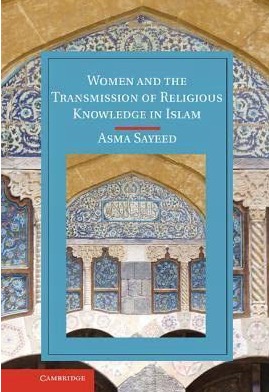 WOMEN AND THE
TRANSMISSION OF RELIGIOUS
KNOWLEDGE IN ISLAM
ASMA SAYEED
CAMBRIDGE